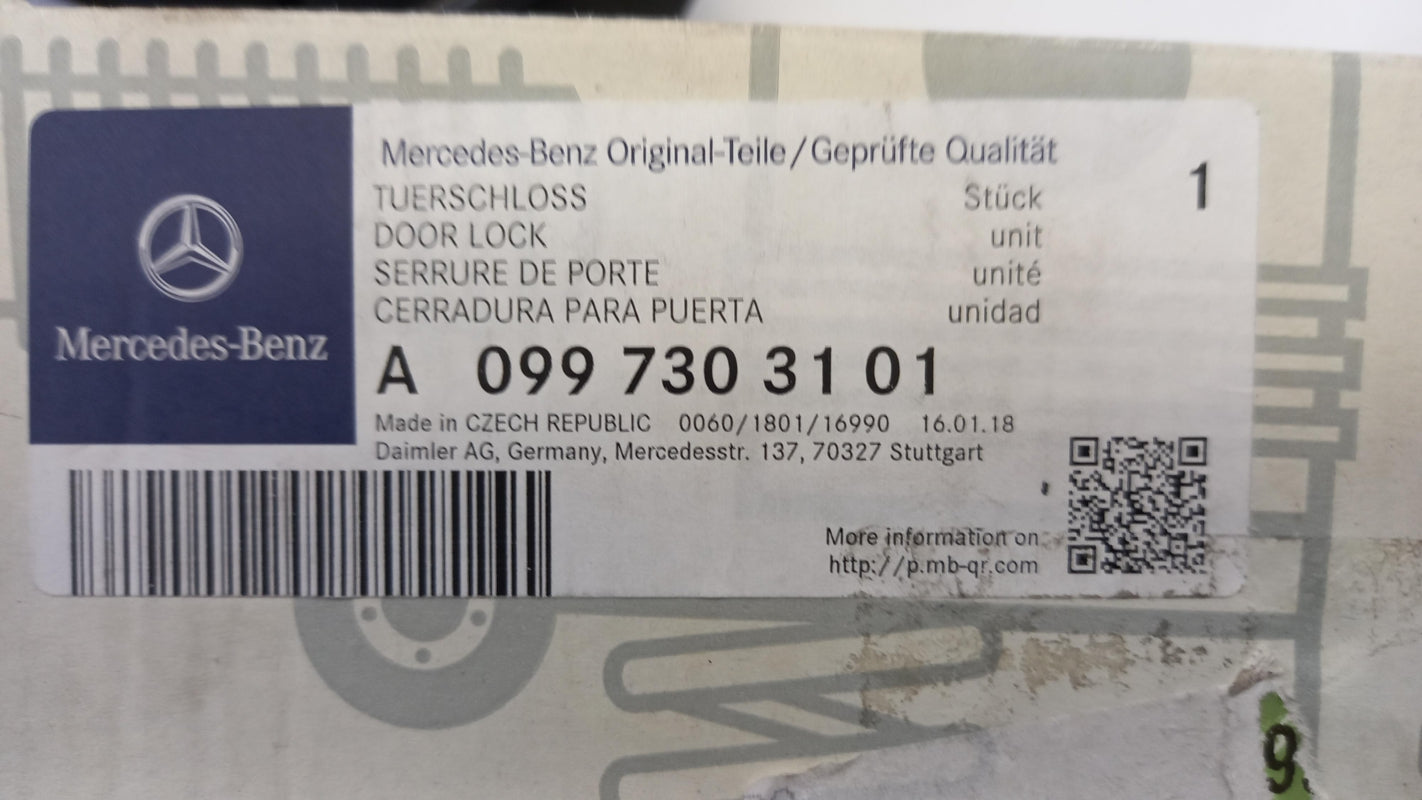 Mercedes-Benz
Mercedes-Benz Original-Teile/Geprüfte Qualität
TUERSCHLOSS Stück 1
DOOR LOCK unit
SERRURE DE PORTE unité
CERRADURA PARA PUERTA unidad
A 099 730 31 01
Made in CZECH REPUBLIC 0060/1801/16990 16.01.18
Daimler AG, Germany, Mercedesstr. 137, 70327 Stuttgart
More information on:
http://p.mb-qr.com
9.